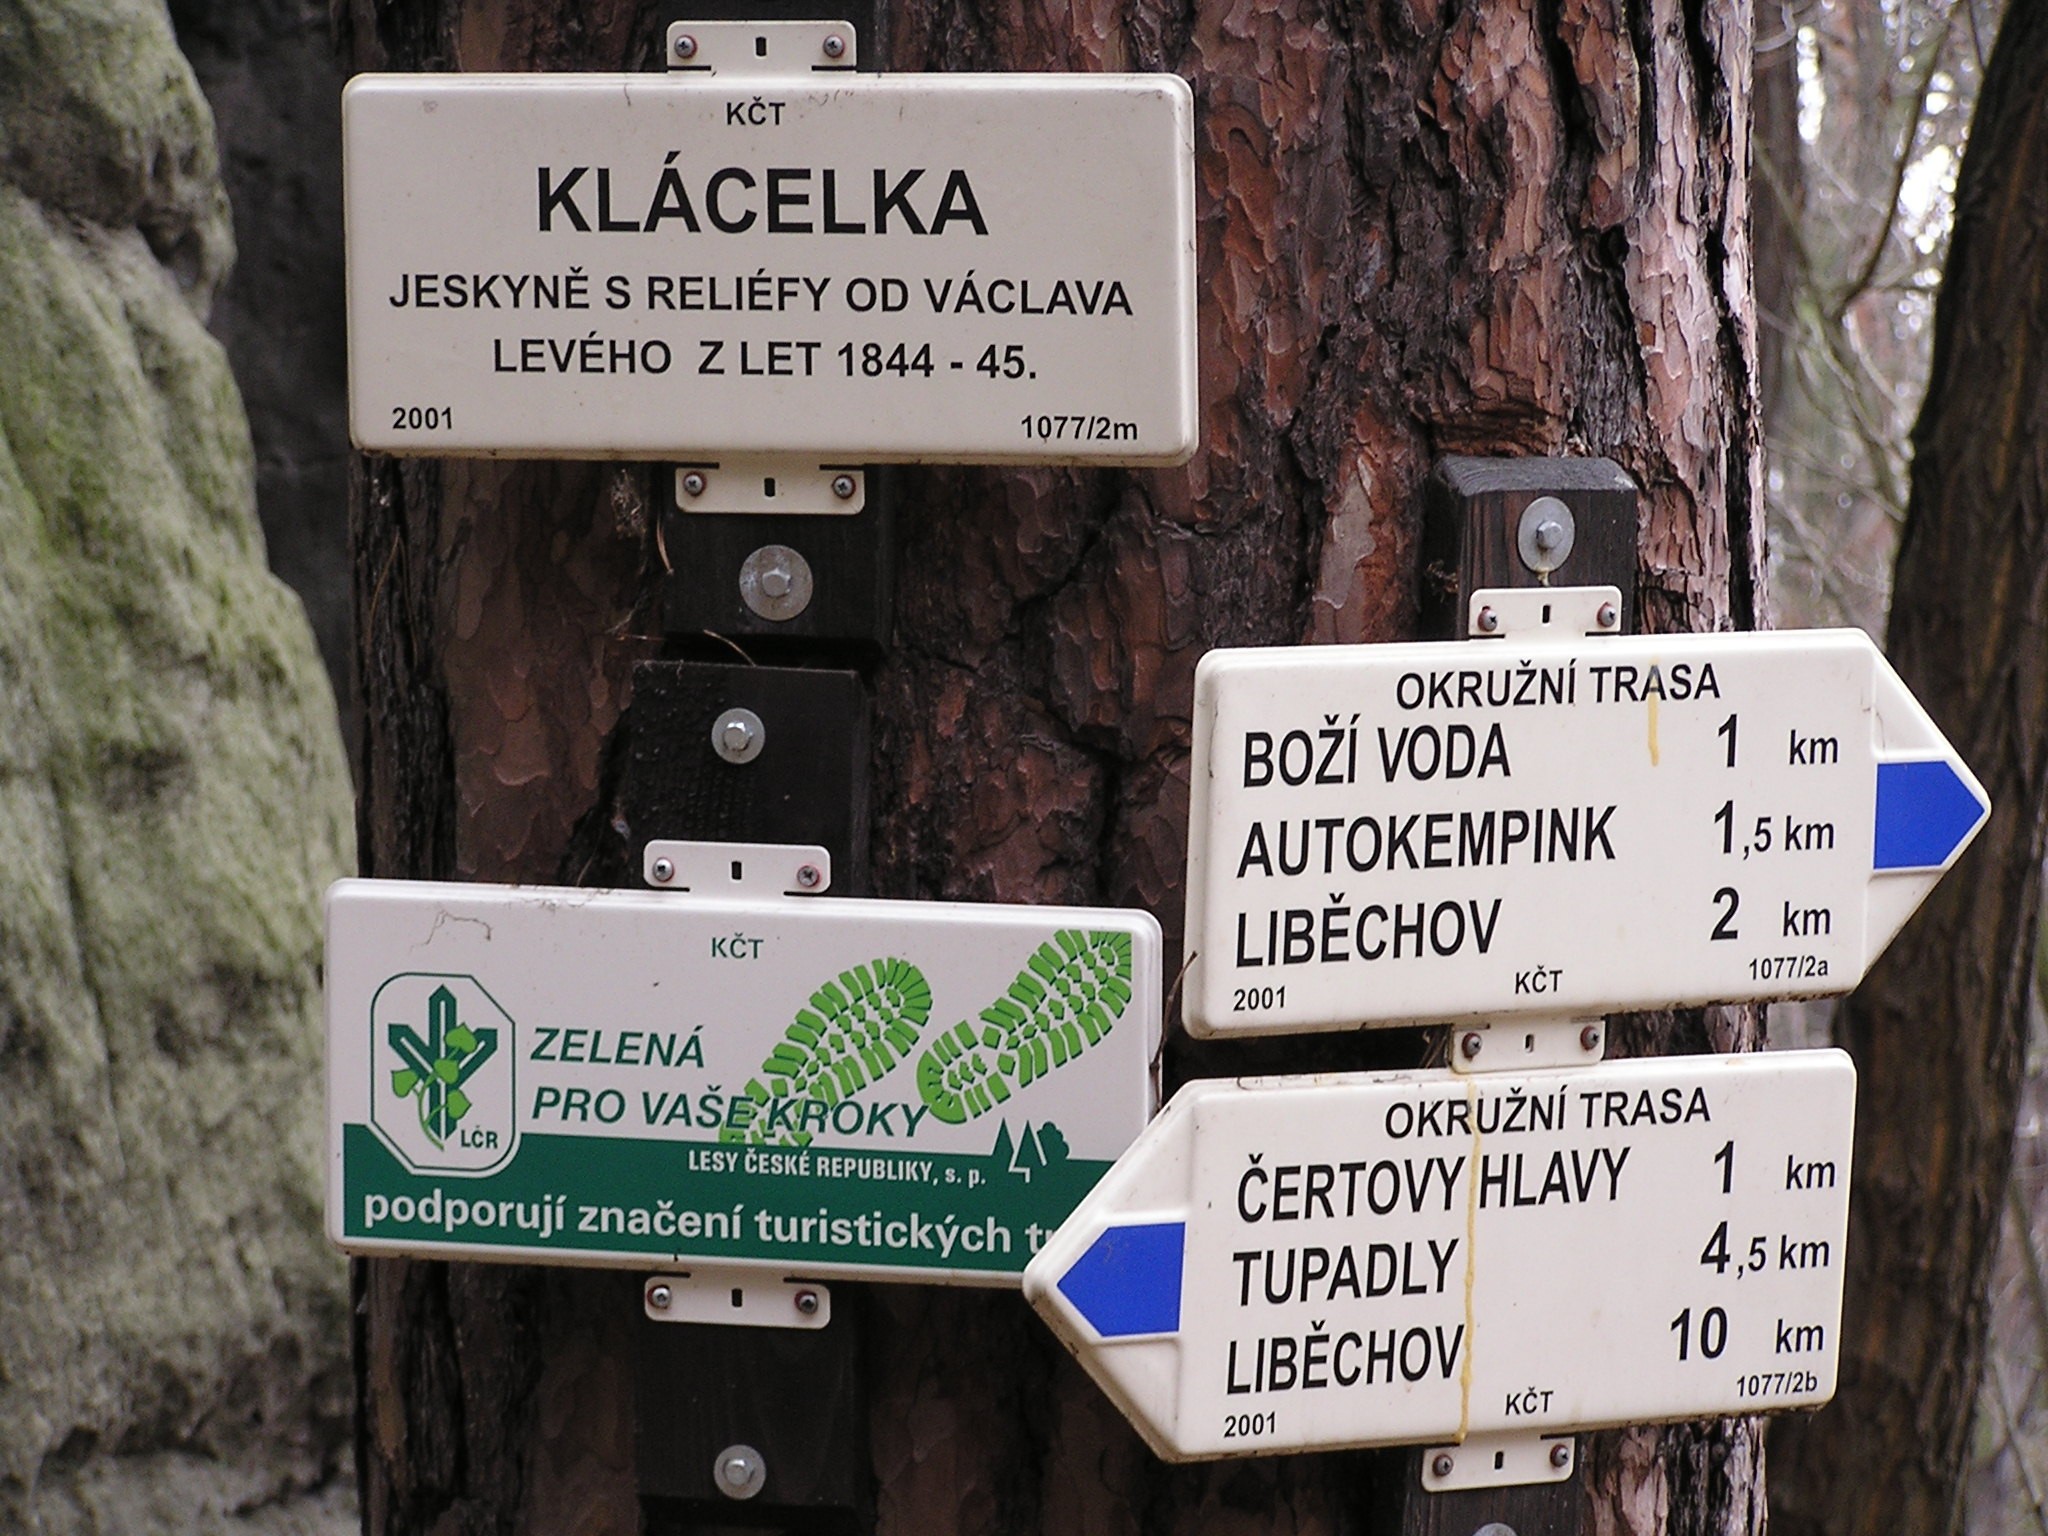 KČT
KLÁCELKA
JESKYNĚ S RELIÉFY OD VÁCLAVA
LEVÉHO Z LET 1844 - 45.
2001 1077/2m
KČT
LČR
ZELENÁ
PRO VAŠE KROKY
LESY ČESKÉ REPUBLIKY, s. p.
podporují značení turistických
OKRUŽNÍ TRASA
BOŽÍ VODA 1 km
AUTOKEMPINK 1,5 km
LIBĚCHOV 2 km
2001 KČT 1077/2a
OKRUŽNÍ TRASA
ČERTOVY HLAVY 1 km
TUPADLY 4,5 km
LIBĚCHOV 10 km
2001 KČT 1077/2b